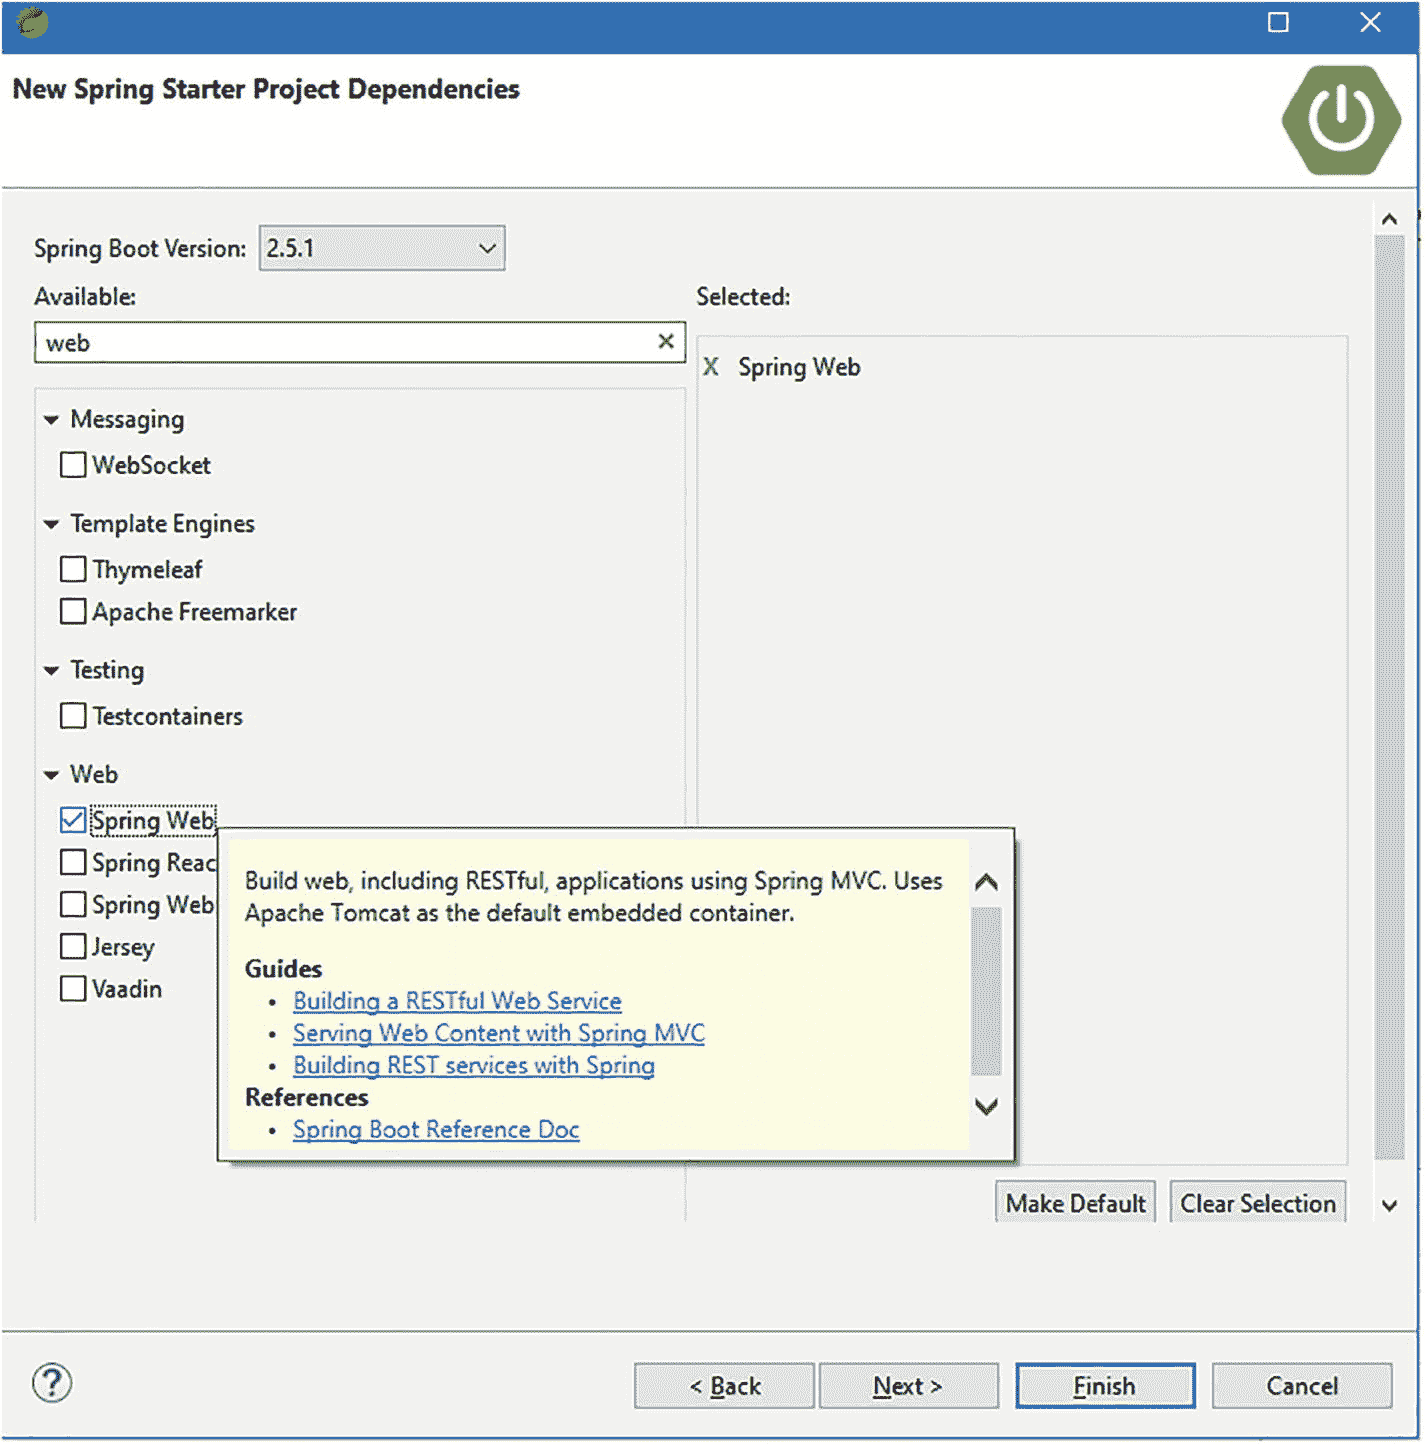 New Spring Starter Project Dependencies
Spring Boot Version: 2.5.1
Available:
Selected:
web
X Spring Web
Messaging
WebSocket
Template Engines
Thymeleaf
Apache Freemarker
Testing
Testcontainers
Web
Spring Web
Spring Reac
Spring Web
Jersey
Vaadin
Build web, including RESTful, applications using Spring MVC. Uses
Apache Tomcat as the default embedded container.
Guides
• Building a RESTful Web Service
• Serving Web Content with Spring MVC
• Building REST services with Spring
References
• Spring Boot Reference Doc
Make Default
Clear Selection
?
< Back
Next >
Finish
Cancel